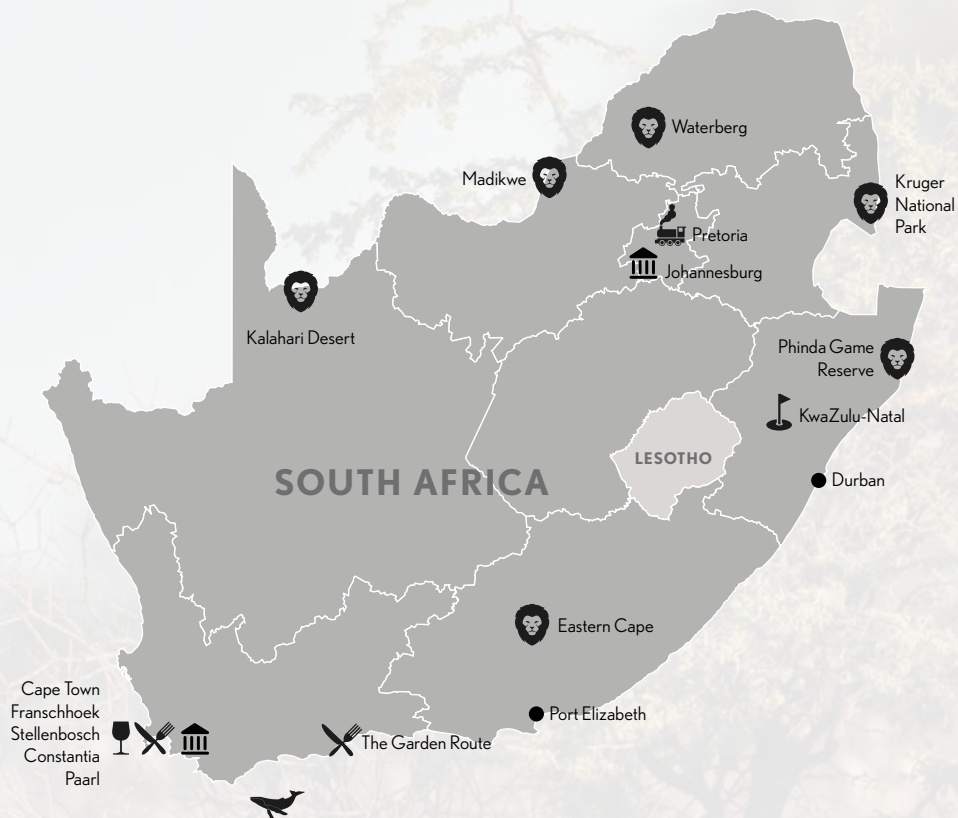 Waterberg
Madikwe
Kruger
National
Park
Pretoria
Johannesburg
Kalahari Desert
Phinda Game
Reserve
KwaZulu-Natal
LESOTHO
SOUTH AFRICA
Durban
Eastern Cape
Cape Town
Franschhoek
Stellenbosch
Constantia
Paarl
Port Elizabeth
The Garden Route